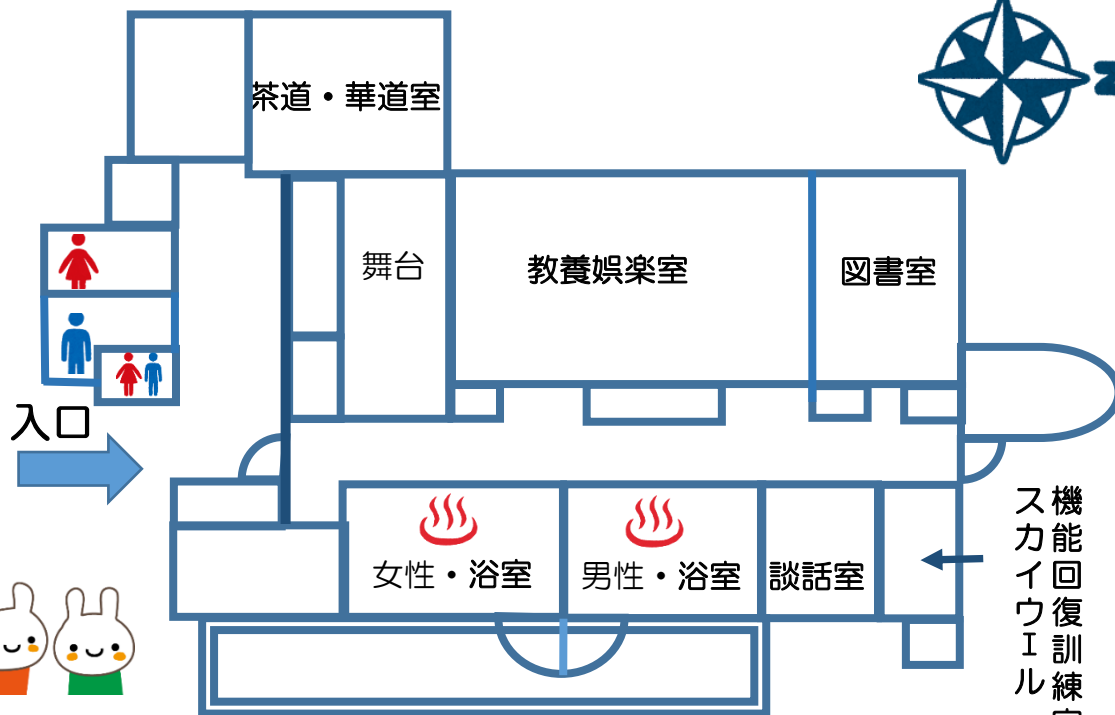 茶道・華道室
舞台
教養娯楽室
図書室
入口
女性・浴室
男性・浴室
談話室
機能回復訓練室
スカイウェル